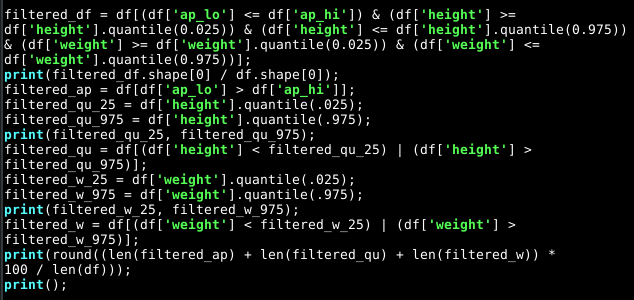 filtered_df = df[(df['ap_lo'] <= df['ap_hi']) & (df['height'] >=
df['height'].quantile(0.025)) & (df['height'] <= df['height'].quantile(0.975))
& (df['weight'] >= df['weight'].quantile(0.025)) & (df['weight'] <=
df['weight'].quantile(0.975))];
print(filtered_df.shape[0] / df.shape[0]);
filtered_ap = df[df['ap_lo'] > df['ap_hi']];
filtered_qu_25 = df['height'].quantile(.025);
filtered_qu_975 = df['height'].quantile(.975);
print(filtered_qu_25, filtered_qu_975);
filtered_qu = df[(df['height'] < filtered_qu_25) | (df['height'] >
filtered_qu_975)];
filtered_w_25 = df['weight'].quantile(.025);
filtered_w_975 = df['weight'].quantile(.975);
print(filtered_w_25, filtered_w_975);
filtered_w = df[(df['weight'] < filtered_w_25) | (df['weight'] >
filtered_w_975)];
print(round((len(filtered_ap) + len(filtered_qu) + len(filtered_w)) *
100 / len(df)));
print();